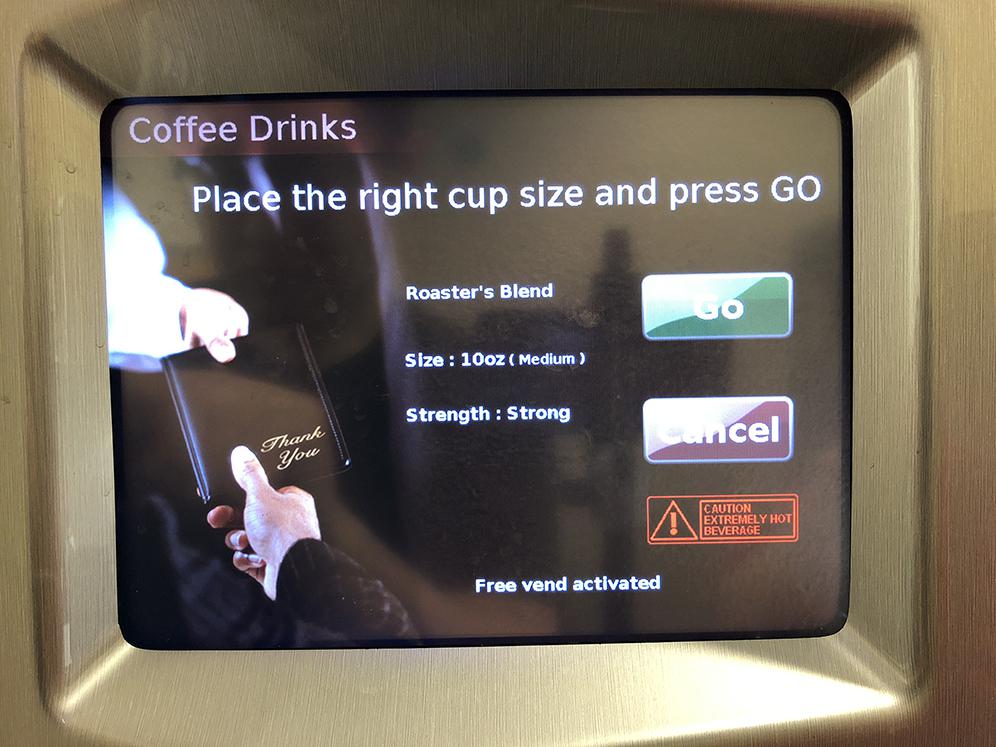 Coffee Drinks
Place the right cup size and press GO
Roaster's Blend
Go
Size : 10oz ( Medium )
Strength : Strong
Cancel
Thank
You
CAUTION
EXTREMELY HOT
BEVERAGE
Free vend activated